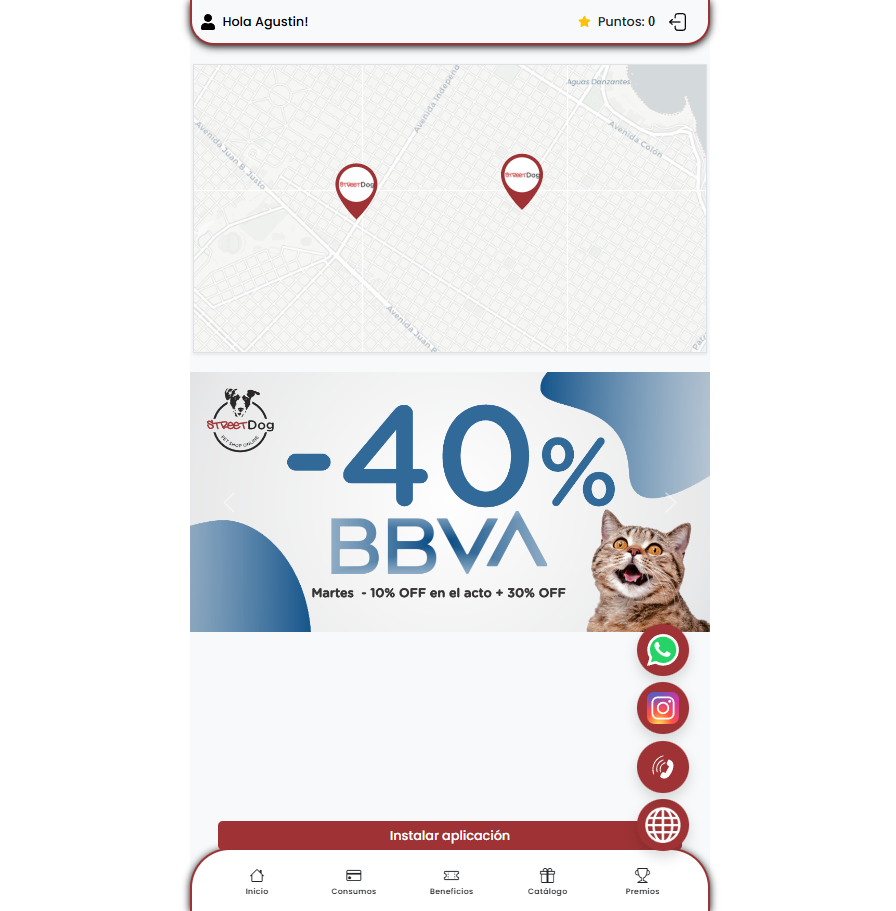 Hola Agustin!
Puntos: 0
Aguas Danzantes
Avenida Independ
Avenida Colón
Avenida Juan B. Justo
STREETDog
STREETDog
Avenida Juan B
STREETDog
PET SHOP ONLINE
-40%
BBVA
Martes - 10% OFF en el acto + 30% OFF
Instalar aplicación
Inicio
Consumos
Beneficios
Catálogo
Premios